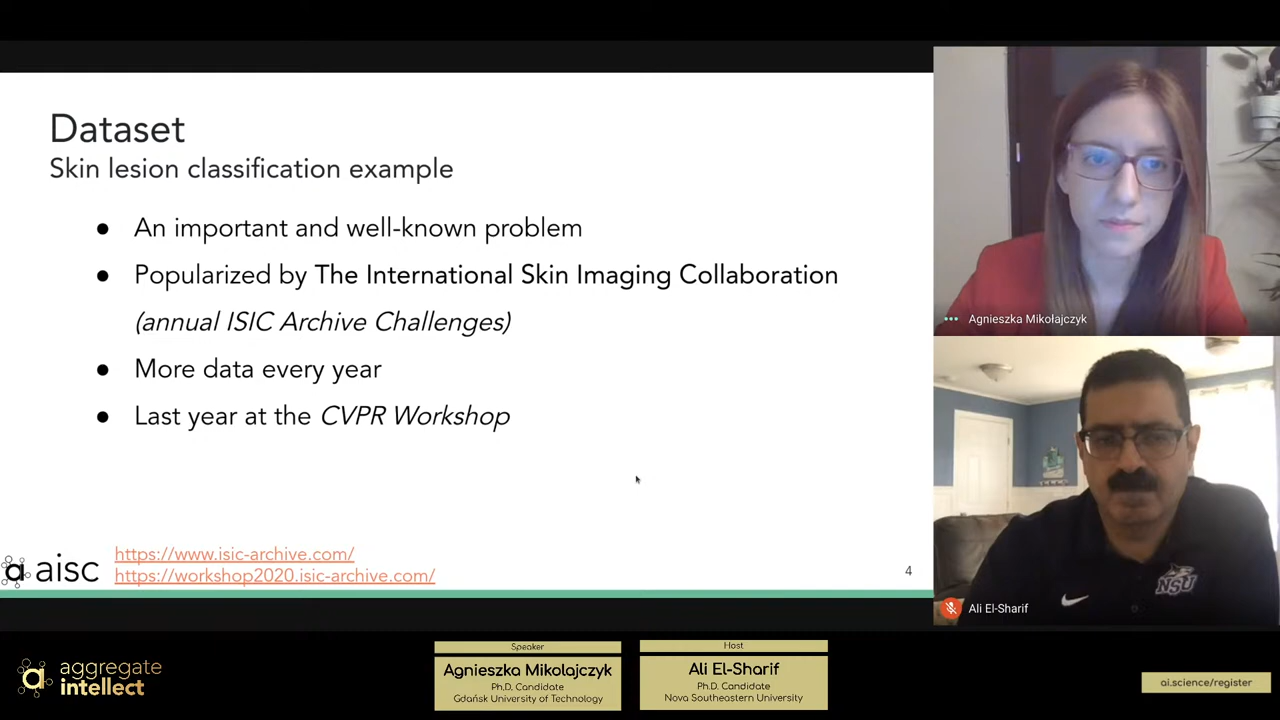 Dataset
Skin lesion classification example
● An important and well-known problem
● Popularized by The International Skin Imaging Collaboration
(annual ISIC Archive Challenges)
● More data every year
● Last year at the CVPR Workshop
aisc
https://www.isic-archive.com/
https://workshop2020.isic-archive.com/
4
Agnieszka Mikołajczyk
NSU
Ali El-Sharif
aggregate
intellect
Speaker
Agnieszka Mikolajczyk
Ph.D. Candidate
Gdańsk University of Technology
Host
Ali El-Sharif
Ph.D. Candidate
Nova Southeastern University
ai.science/register